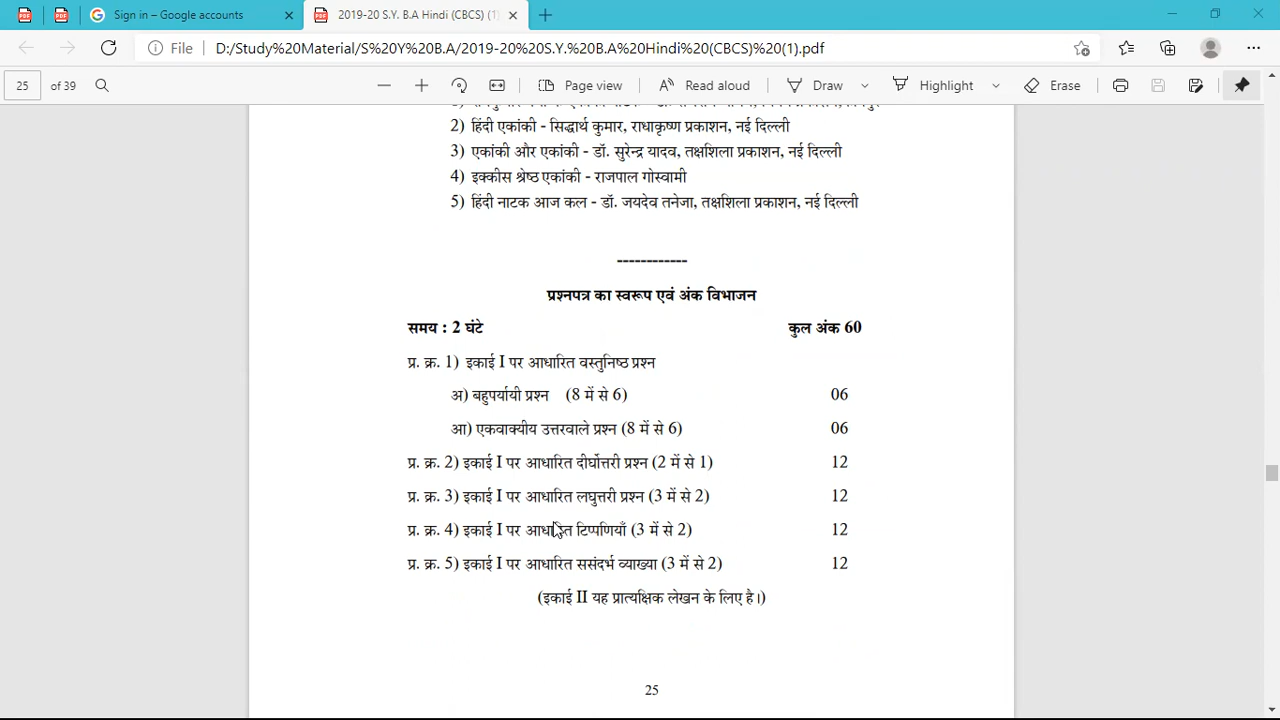 Sign in – Google accounts
2019-20 S.Y. B.A Hindi (CBCS) (1)
File
D:/Study%20Material/S%20Y%20B.A/2019-20%20S.Y.%20B.A%20Hindi%20(CBCS)%20(1).pdf
25 of 39
Page view
Read aloud
Draw
Highlight
Erase
2) हिंदी एकांकी - सिद्धार्थ कुमार, राधाकृष्ण प्रकाशन, नई दिल्ली
3) एकांकी और एकांकी - डॉ. सुरेन्द्र यादव, तक्षशिला प्रकाशन, नई दिल्ली
4) इक्कीस श्रेष्ठ एकांकी - राजपाल गोस्वामी
5) हिंदी नाटक आज कल - डॉ. जयदेव तनेजा, तक्षशिला प्रकाशन, नई दिल्ली
------------
प्रश्नपत्र का स्वरूप एवं अंक विभाजन
समय : 2 घंटे कुल अंक 60
प्र. क्र. 1) इकाई I पर आधारित वस्तुनिष्ठ प्रश्न
अ) बहुपर्यायी प्रश्न (8 में से 6) 06
आ) एकवाक्यीय उत्तरवाले प्रश्न (8 में से 6) 06
प्र. क्र. 2) इकाई I पर आधारित दीर्घोत्तरी प्रश्न (2 में से 1) 12
प्र. क्र. 3) इकाई I पर आधारित लघुत्तरी प्रश्न (3 में से 2) 12
प्र. क्र. 4) इकाई I पर आधारित टिप्पणियाँ (3 में से 2) 12
प्र. क्र. 5) इकाई I पर आधारित ससंदर्भ व्याख्या (3 में से 2) 12
(इकाई II यह प्रात्यक्षिक लेखन के लिए है।)
25